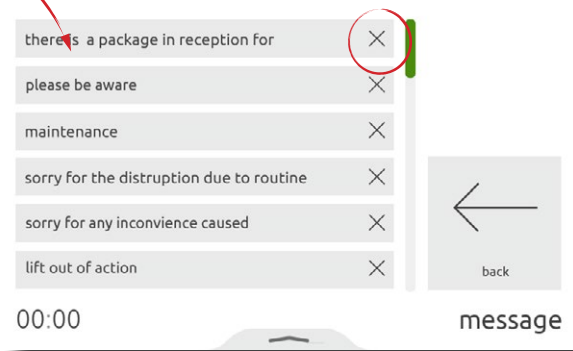 there is a package in reception for
please be aware
maintenance
sorry for the distruption due to routine
sorry for any inconvience caused
lift out of action
back
00:00
message